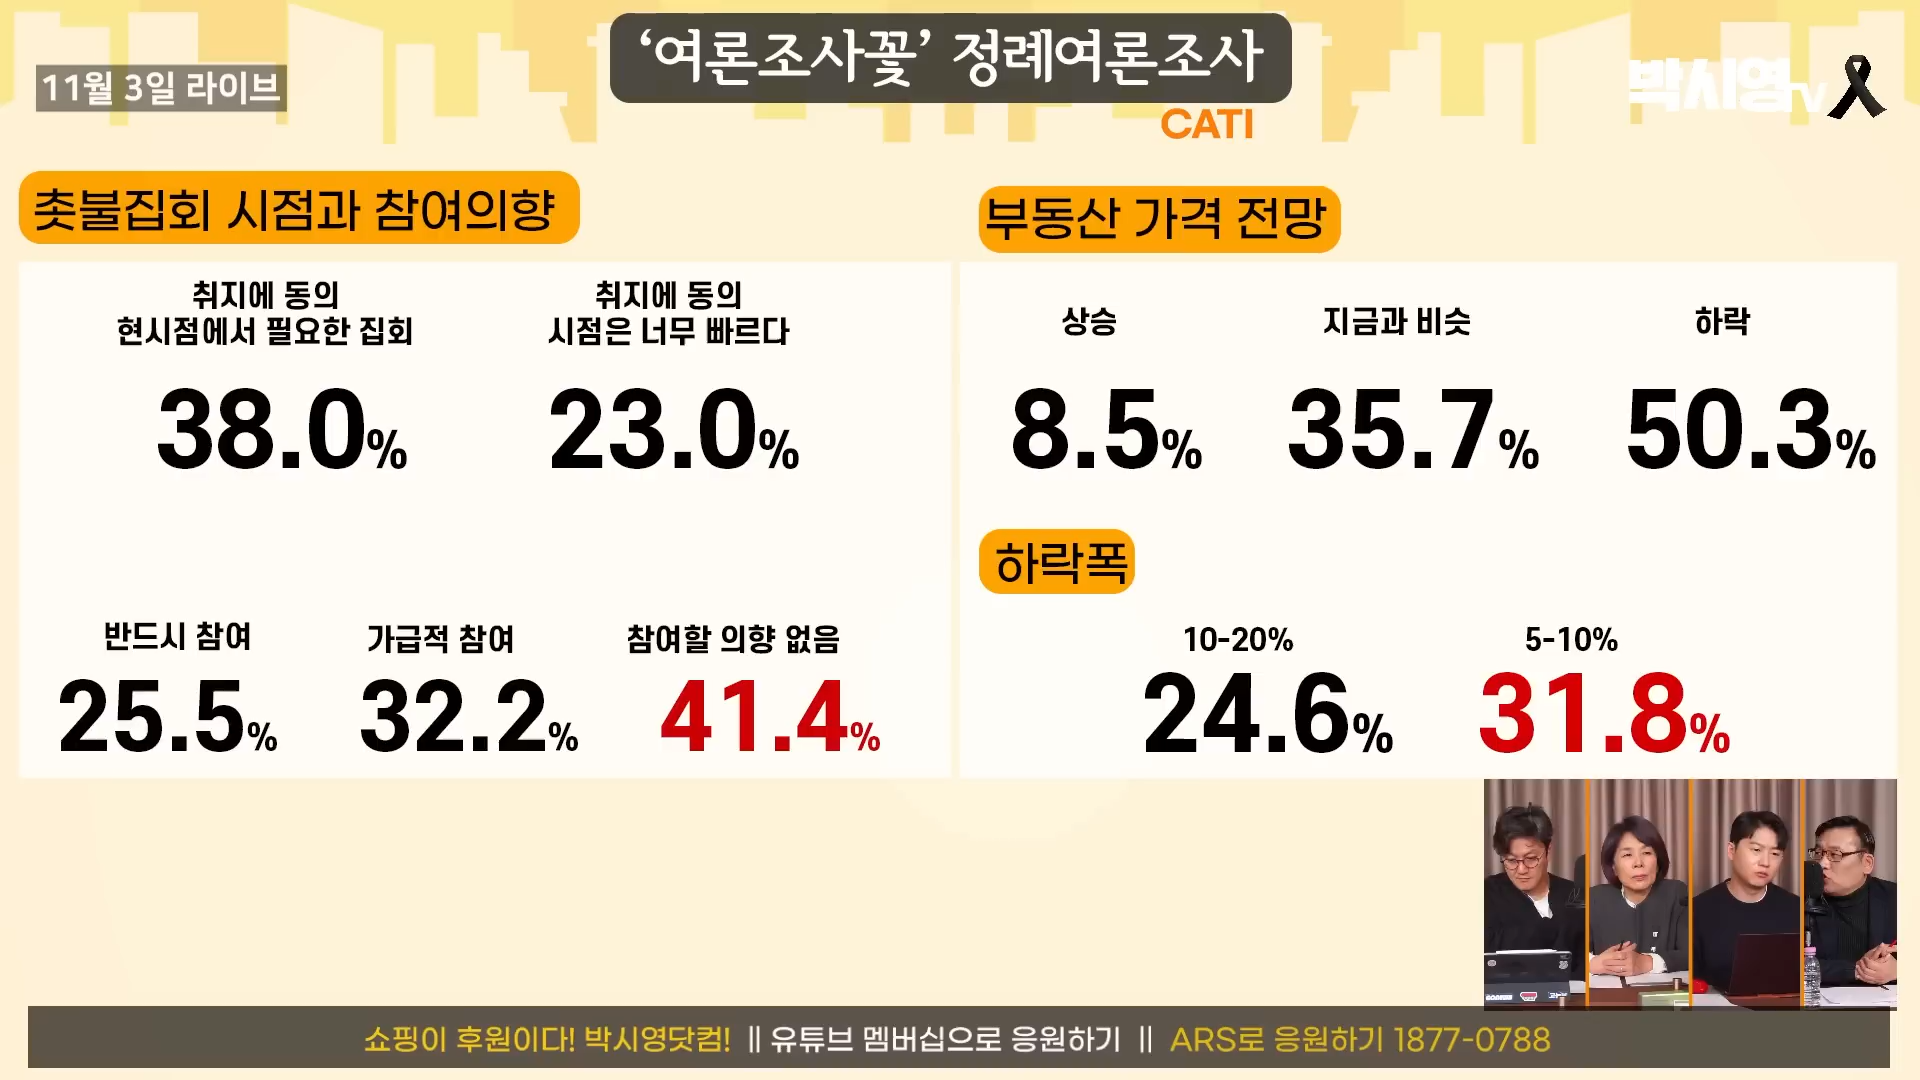 '여론조사꽃' 정례여론조사
11월 3일 라이브
박시영TV
CATI
촛불집회 시점과 참여의향
취지에 동의
현시점에서 필요한 집회
38.0%
취지에 동의
시점은 너무 빠르다
23.0%
반드시 참여
25.5%
가급적 참여
32.2%
참여할 의향 없음
41.4%
부동산 가격 전망
상승
8.5%
지금과 비슷
35.7%
하락
50.3%
하락폭
10-20%
24.6%
5-10%
31.8%
쇼핑이 후원이다! 박시영닷컴! || 유튜브 멤버십으로 응원하기 || ARS로 응원하기 1877-0788